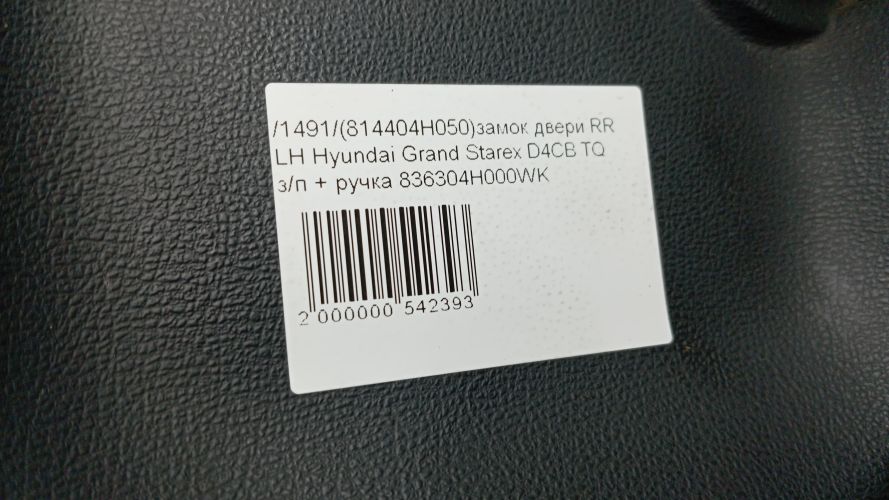 /1491/(814404H050)замок двери RR
LH Hyundai Grand Starex D4CB TQ
з/п + ручка 836304H000WK
2 000000 542393